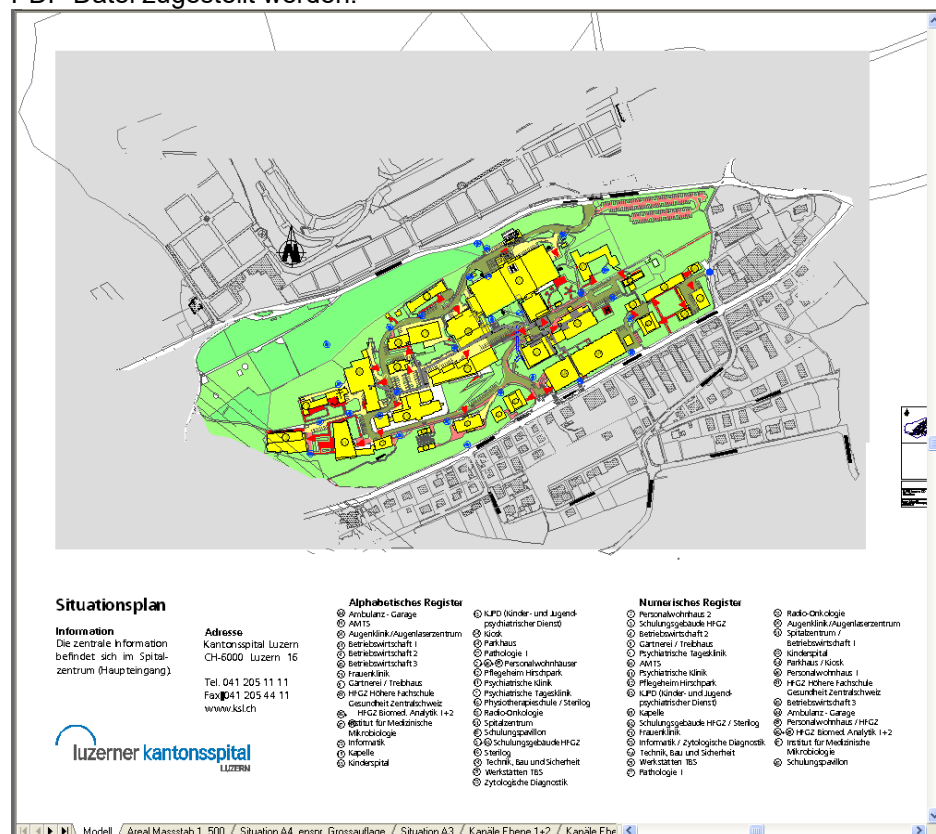 PDF-Datei zugestellt werden.
Situationsplan
Information
Die zentrale Information
befindet sich im Spital-
zentrum (Haupteingang).
Adresse
Kantonsspital Luzern
CH-6000 Luzern 16
Tel. 041 205 11 11
Fax 041 205 44 11
www.ksl.ch
luzerner kantonsspital
LUZERN
Alphabetisches Register
Ambulanz - Garage
AMTS
Augenklinik/Augenlaserzentrum
Betriebswirtschaft 1
Betriebswirtschaft 2
Betriebswirtschaft 3
Frauenklinik
Gärtnerei / Treibhaus
HFGZ Höhere Fachschule
Gesundheit Zentralschweiz
HFGZ Biomed. Analytik 1+2
Institut für Medizinische
Mikrobiologie
Informatik
Kapelle
Kinderspital
KJPD (Kinder- und Jugend-
psychiatrischer Dienst)
Kiosk
Parkhaus
Pathologie 1
Personalwohnhäuser
Pflegeheim Hirschpark
Psychiatrische Klinik
Psychiatrische Tagesklinik
Physiotherapieschule / Sterilog
Radio-Onkologie
Spitalzentrum
Schulungspavillon
Schulungsgebäude HFGZ
Sterilog
Technik, Bau und Sicherheit
Werkstätten TBS
Zytologische Diagnostik
Numerisches Register
Personalwohnhaus 2
Schulungsgebäude HFGZ
Betriebswirtschaft 2
Gärtnerei / Treibhaus
Psychiatrische Tagesklinik
AMTS
Psychiatrische Klinik
Pflegeheim Hirschpark
KJPD (Kinder- und Jugend-
psychiatrischer Dienst)
Kapelle
Schulungsgebäude HFGZ / Sterilog
Frauenklinik
Informatik / Zytologische Diagnostik
Technik, Bau und Sicherheit
Werkstätten TBS
Pathologie 1
Radio-Onkologie
Augenklinik/Augenlaserzentrum
Spitalzentrum /
Betriebswirtschaft 1
Kinderspital
Parkhaus / Kiosk
Personalwohnhaus 1
HFGZ Höhere Fachschule
Gesundheit Zentralschweiz
Betriebswirtschaft 3
Ambulanz - Garage
Personalwohnhaus / HFGZ
HFGZ Biomed. Analytik 1+2
Institut für Medizinische
Mikrobiologie
Schulungspavillon
Modell / Areal Massstab 1_500 / Situation A4_enspr. Grossauflage / Situation A3 / Kanäle Ebene 1+2 / Kanäle Ebe